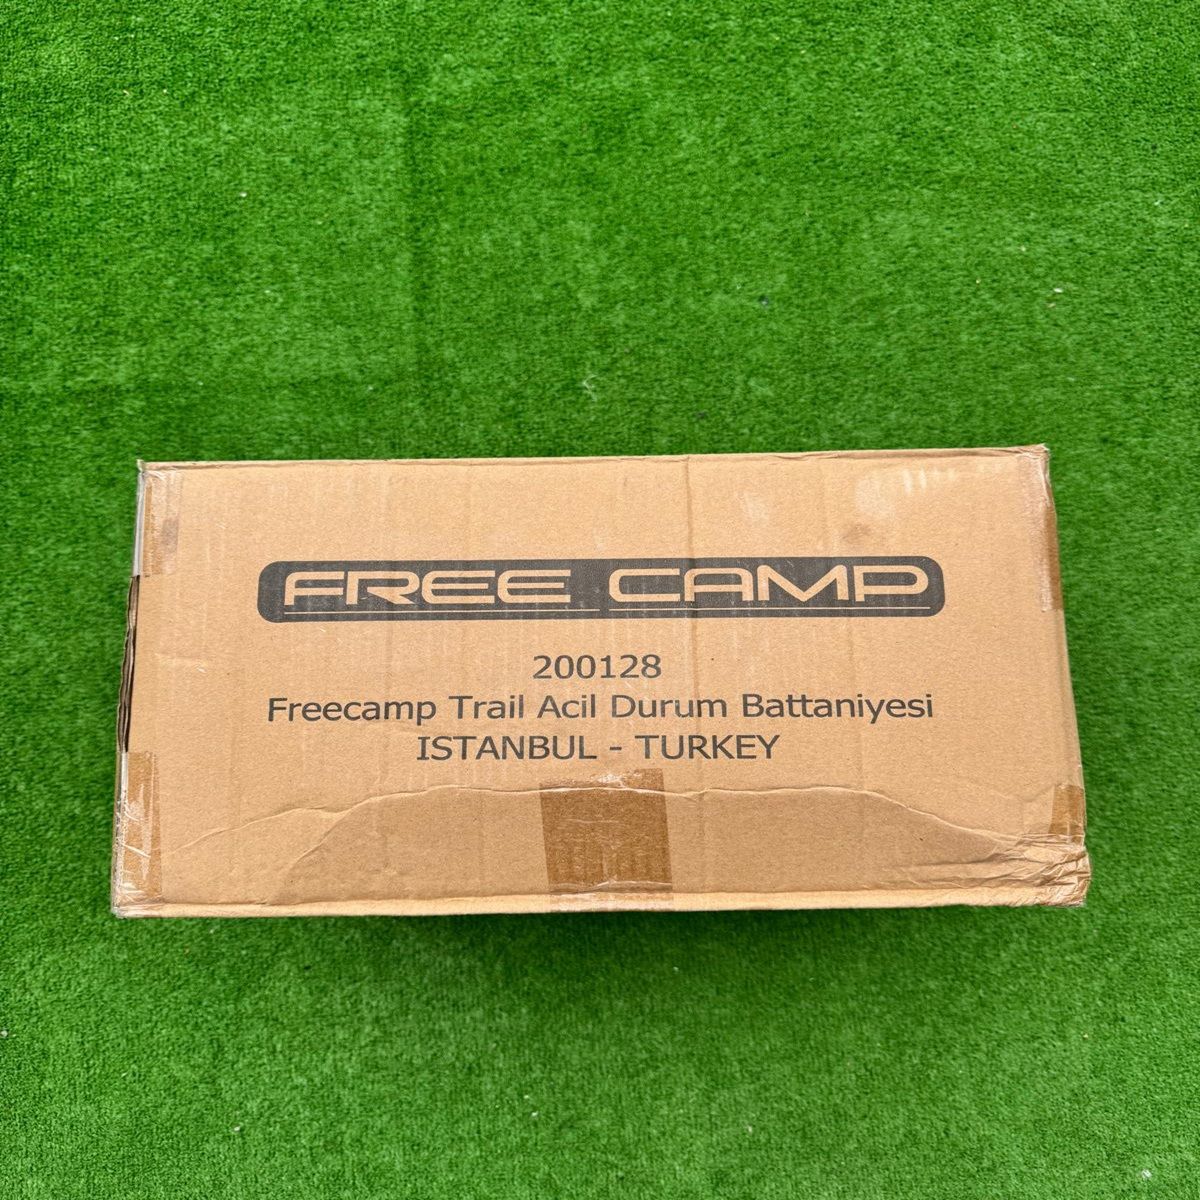 FREE CAMP
200128
Freecamp Trail Acil Durum Battaniyesi
ISTANBUL - TURKEY